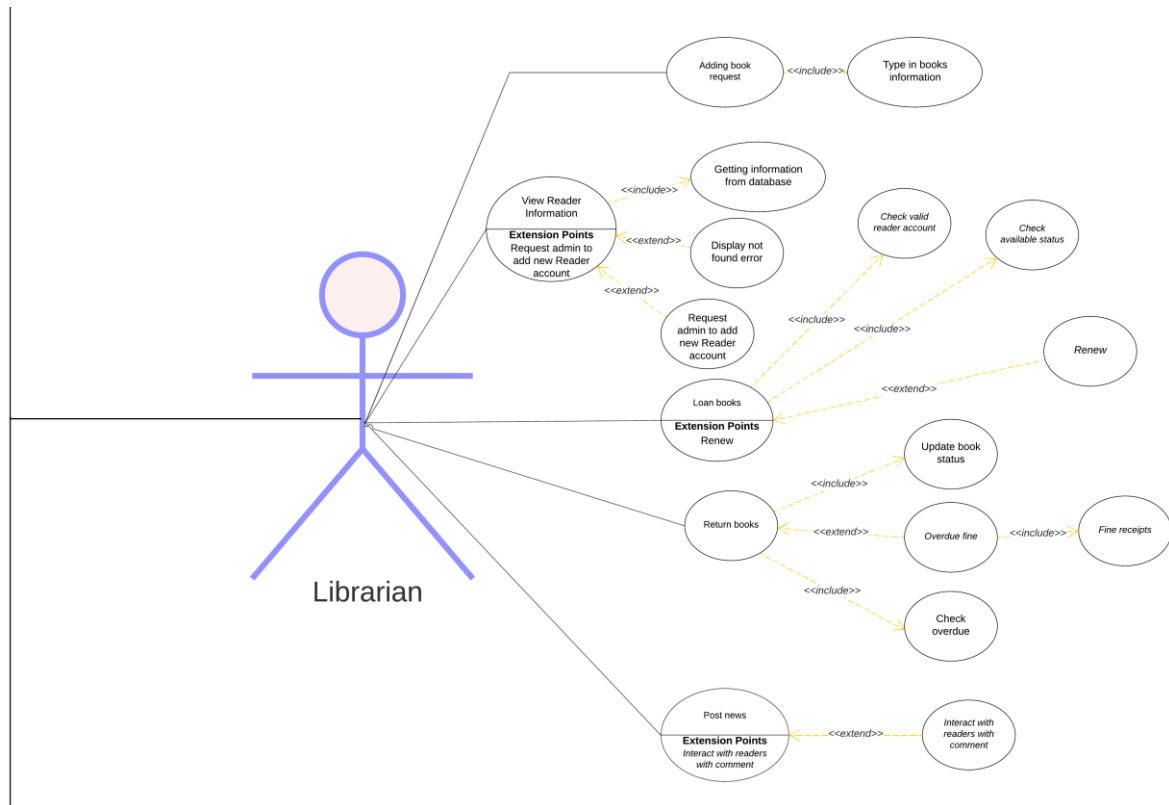 Adding book
request
<<include>>
Type in books
information
Getting information
from database
<<include>>
View Reader
Information
Extension Points
Request admin to
add new Reader
account
<<extend>>
Display not
found error
<<extend>>
Request
admin to add
new Reader
account
Check valid
reader account
Check
available status
<<include>>
<<include>>
Renew
<<extend>>
Loan books
Extension Points
Renew
Update book
status
<<include>>
Return books
<<extend>>
Overdue fine
<<include>>
Fine receipts
<<include>>
Check
overdue
Librarian
Post news
Extension Points
Interact with readers
with comment
<<extend>>
Interact with
readers with
comment